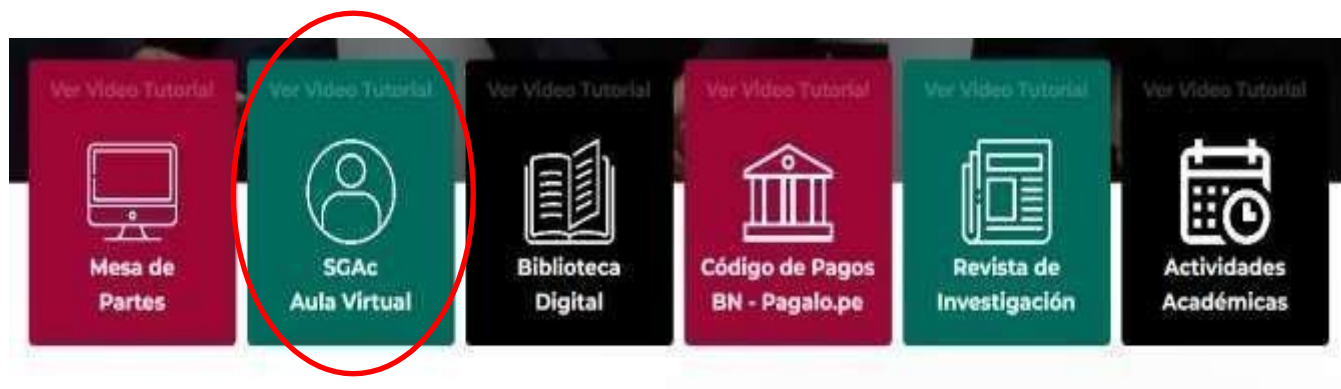 Ver Video Tutorial
Mesa de
Partes
Ver Video Tutorial
SGAc
Aula Virtual
Ver Video Tutorial
Biblioteca
Digital
Ver Video Tutorial
Código de Pagos
BN - Pagalo.pe
Ver Video Tutorial
Revista de
Investigación
Ver Video Tutorial
Actividades
Académicas